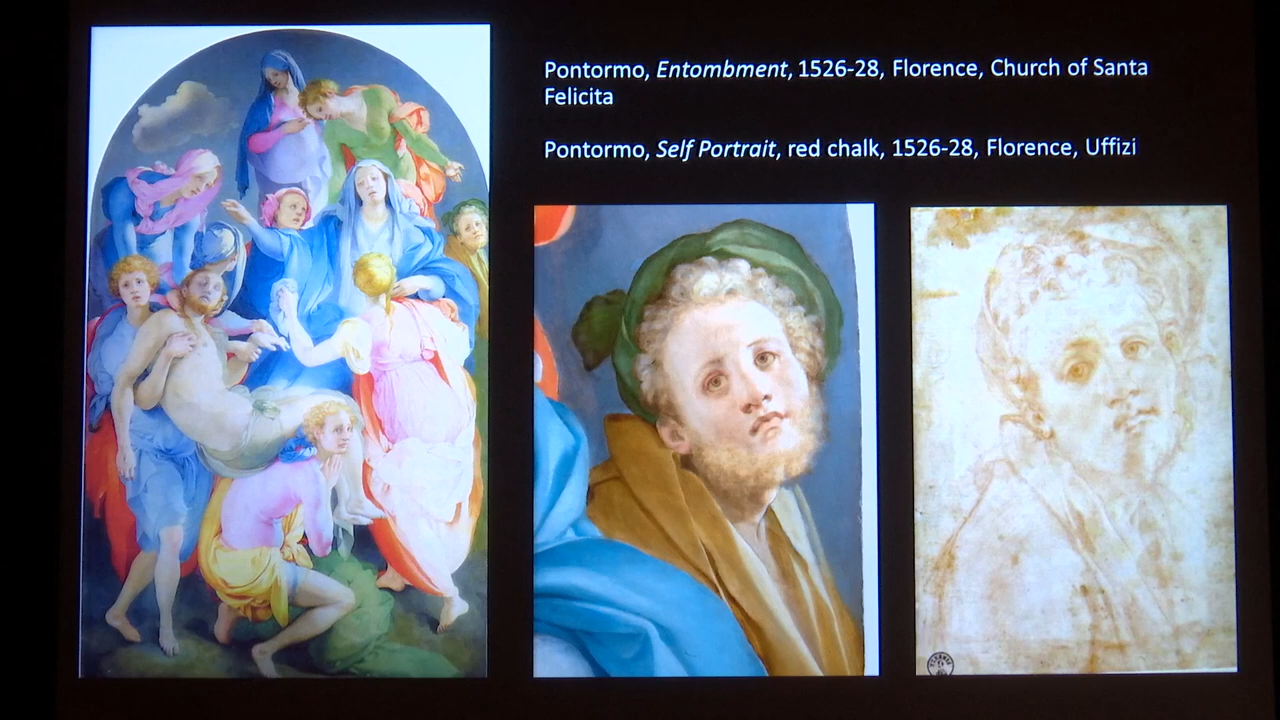 Pontormo, Entombment, 1526-28, Florence, Church of Santa
Felicita
Pontormo, Self Portrait, red chalk, 1526-28, Florence, Uffizi